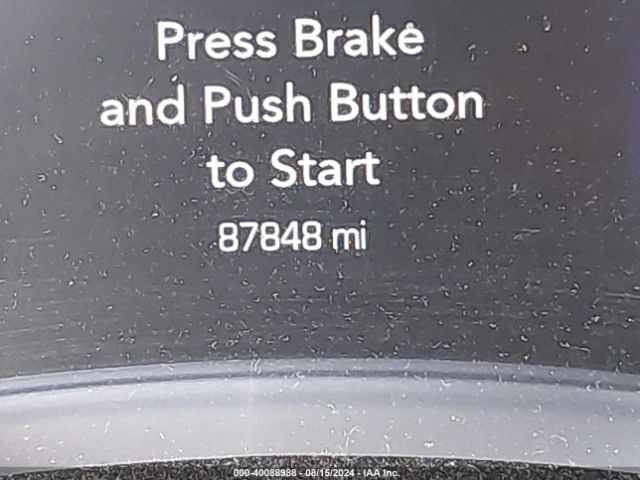 Press Brake
and Push Button
to Start
87848 mi
000-40088988 - 08/15/2024 - IAA Inc.